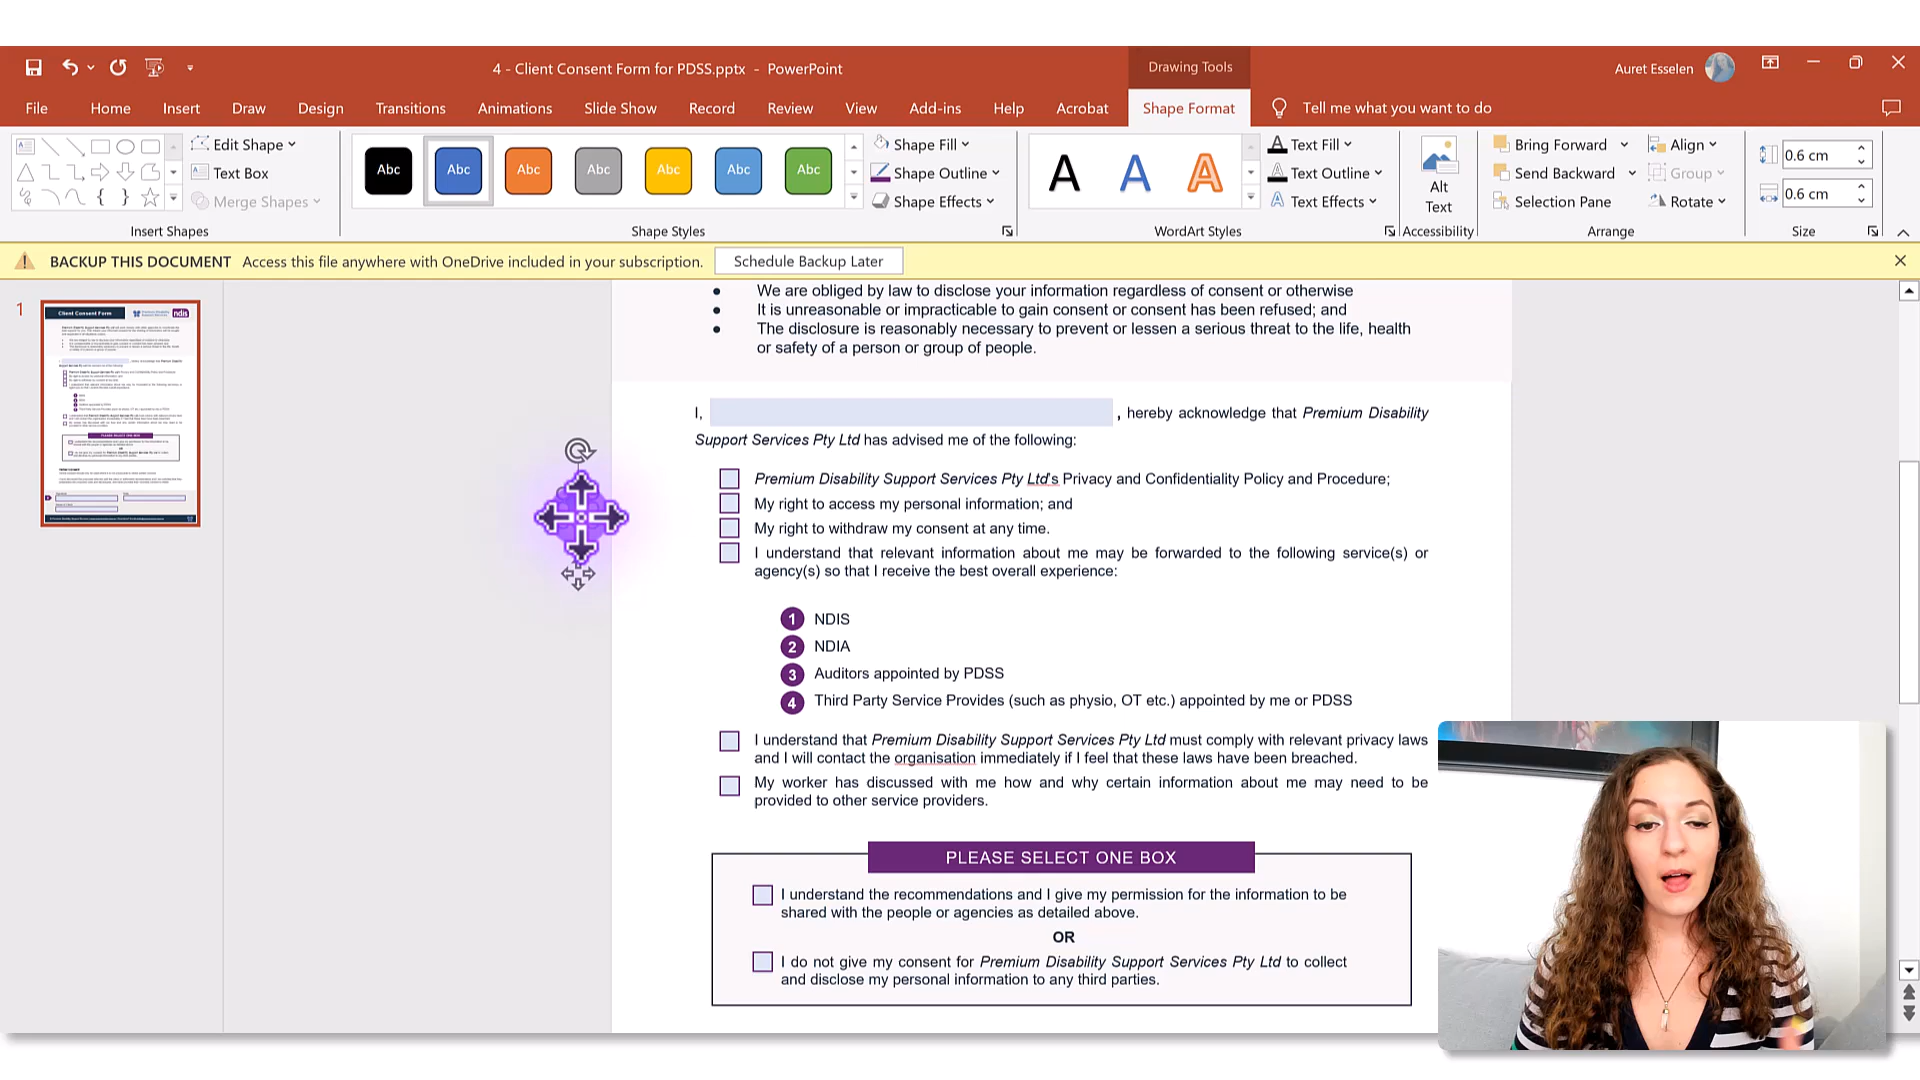 4 - Client Consent Form for PDSS.pptx - PowerPoint
Drawing Tools
Auret Esselen
File Home Insert Draw Design Transitions Animations Slide Show Record Review View Add-ins Help Acrobat Shape Format Tell me what you want to do
Edit Shape
Text Box
Merge Shapes
Insert Shapes
Abc Abc Abc Abc Abc Abc Abc
Shape Fill
Shape Outline
Shape Effects
Shape Styles
A A A
Text Fill
Text Outline
Text Effects
WordArt Styles
Alt
Text
Accessibility
Bring Forward
Send Backward
Selection Pane
Align
Group
Rotate
Arrange
0.6 cm
0.6 cm
Size
BACKUP THIS DOCUMENT Access this file anywhere with OneDrive included in your subscription. Schedule Backup Later
1
Client Consent Form
ndis
PLEASE SELECT ONE BOX
• We are obliged by law to disclose your information regardless of consent or otherwise
• It is unreasonable or impracticable to gain consent or consent has been refused; and
• The disclosure is reasonably necessary to prevent or lessen a serious threat to the life, health
or safety of a person or group of people.
I, , hereby acknowledge that Premium Disability
Support Services Pty Ltd has advised me of the following:
Premium Disability Support Services Pty Ltd's Privacy and Confidentiality Policy and Procedure;
My right to access my personal information; and
My right to withdraw my consent at any time.
I understand that relevant information about me may be forwarded to the following service(s) or
agency(s) so that I receive the best overall experience:
1 NDIS
2 NDIA
3 Auditors appointed by PDSS
4 Third Party Service Provides (such as physio, OT etc.) appointed by me or PDSS
I understand that Premium Disability Support Services Pty Ltd must comply with relevant privacy laws
and I will contact the organisation immediately if I feel that these laws have been breached.
My worker has discussed with me how and why certain information about me may need to be
provided to other service providers.
PLEASE SELECT ONE BOX
I understand the recommendations and I give my permission for the information to be
shared with the people or agencies as detailed above.
OR
I do not give my consent for Premium Disability Support Services Pty Ltd to collect
and disclose my personal information to any third parties.